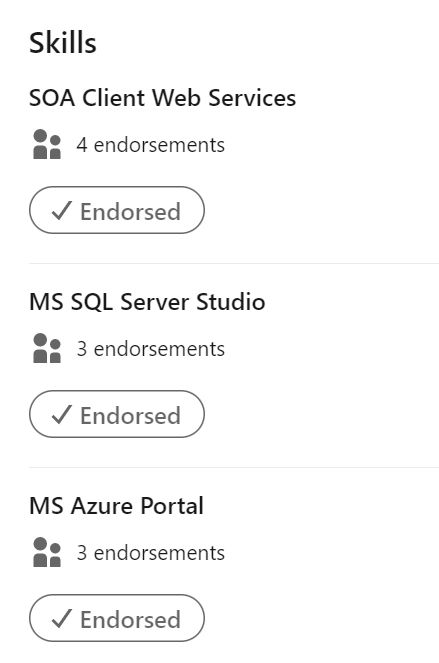 Skills
SOA Client Web Services
4 endorsements
✓ Endorsed
MS SQL Server Studio
3 endorsements
✓ Endorsed
MS Azure Portal
3 endorsements
✓ Endorsed